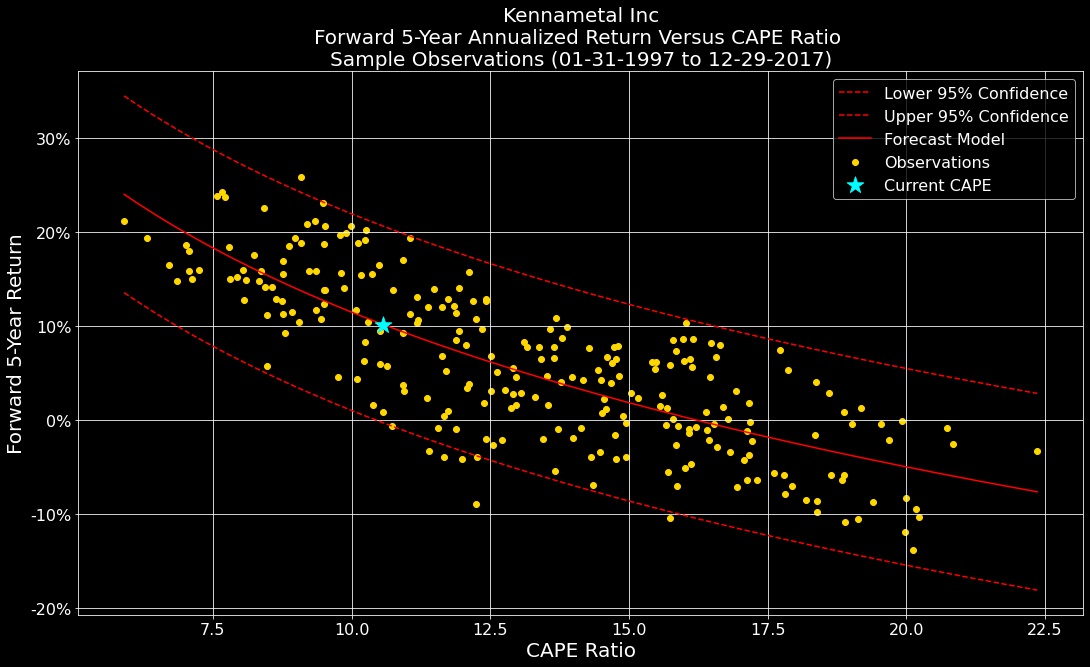 Kennametal Inc
Forward 5-Year Annualized Return Versus CAPE Ratio
Sample Observations (01-31-1997 to 12-29-2017)
Lower 95% Confidence
Upper 95% Confidence
Forecast Model
Observations
Current CAPE
Forward 5-Year Return
30%
20%
10%
0%
-10%
-20%
7.5 10.0 12.5 15.0 17.5 20.0 22.5
CAPE Ratio